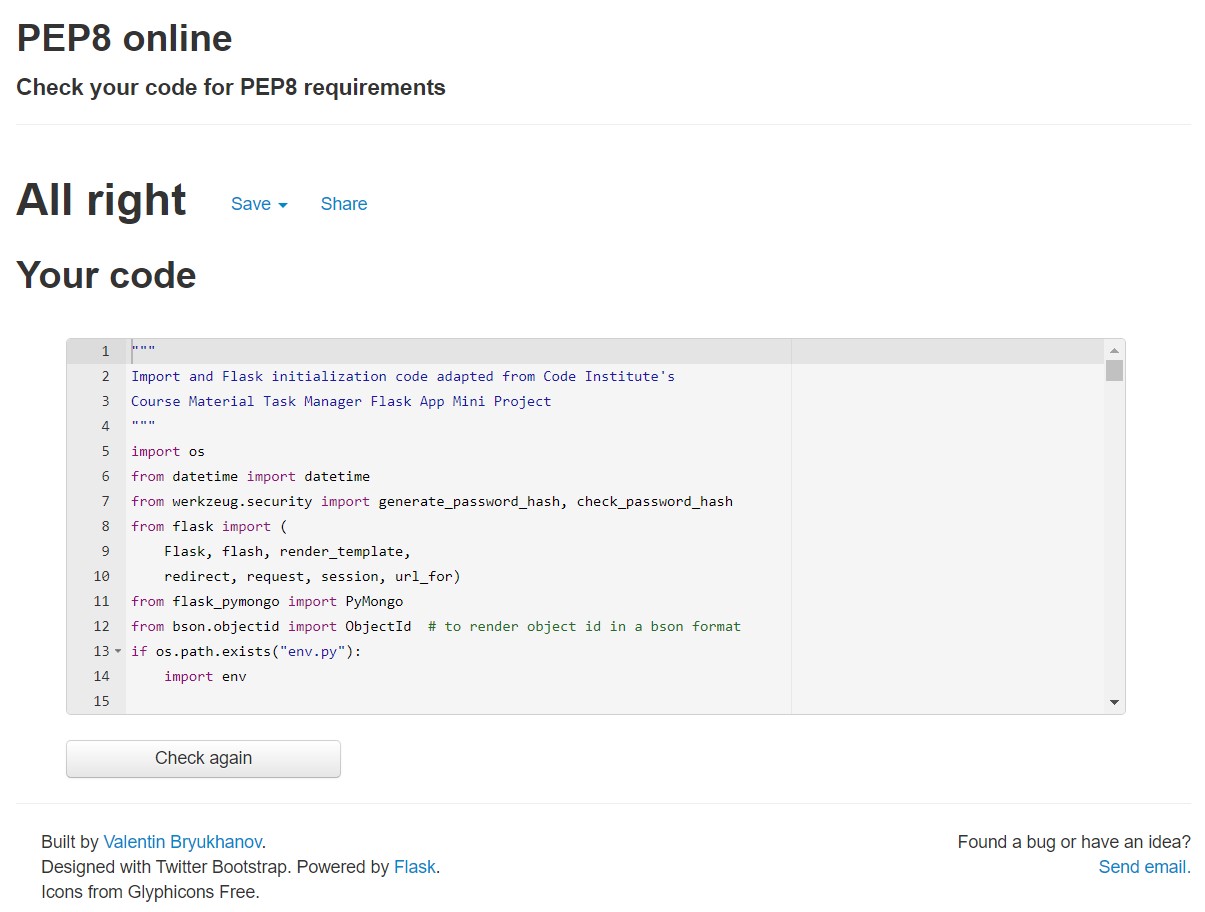 PEP8 online
Check your code for PEP8 requirements
All right Save Share
Your code
1 """
2 Import and Flask initialization code adapted from Code Institute's
3 Course Material Task Manager Flask App Mini Project
4 """
5 import os
6 from datetime import datetime
7 from werkzeug.security import generate_password_hash, check_password_hash
8 from flask import (
9     Flask, flash, render_template,
10     redirect, request, session, url_for)
11 from flask_pymongo import PyMongo
12 from bson.objectid import ObjectId  # to render object id in a bson format
13 if os.path.exists("env.py"):
14     import env
15
Check again
Built by Valentin Bryukhanov.
Designed with Twitter Bootstrap. Powered by Flask.
Icons from Glyphicons Free.
Found a bug or have an idea?
Send email.